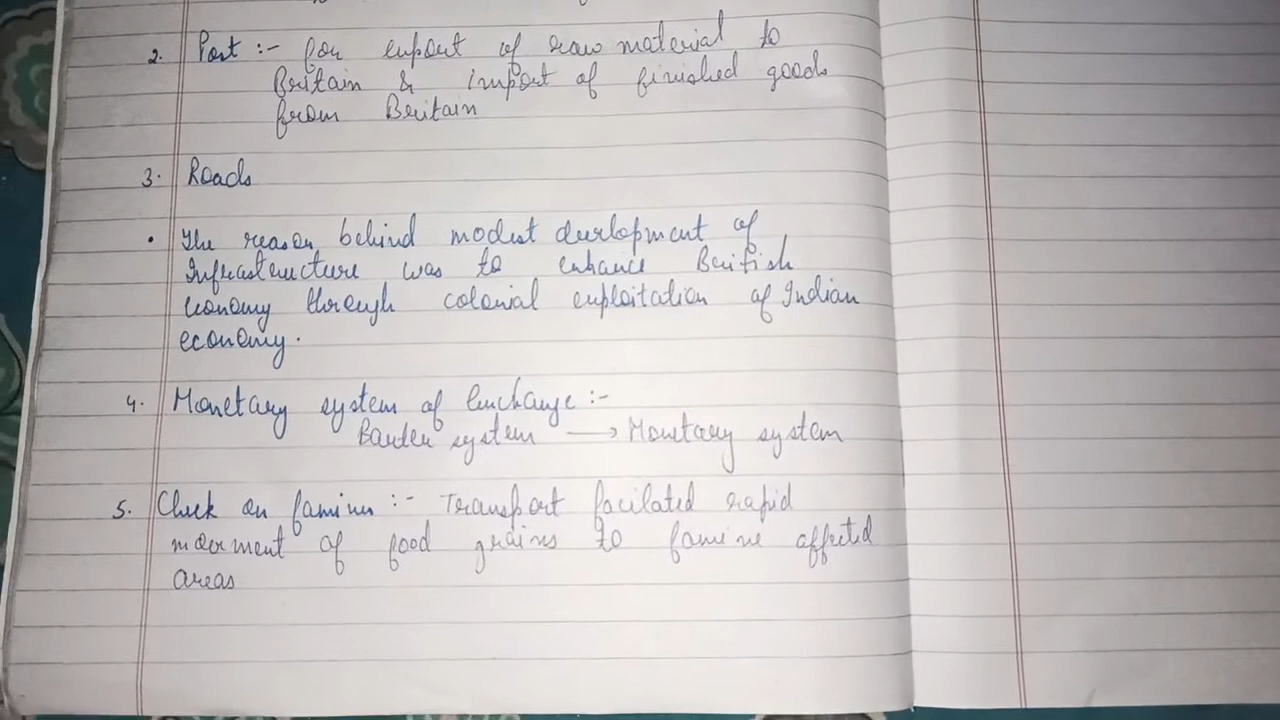 2. Port :- for export of raw material to
Britain & import of finished goods
from Britain
3. Roads
• The reason behind modest development of
Infrastructure was to enhance British
economy through colonial exploitation of Indian
economy.
4. Monetary system of Exchange :-
Barter system → Monetary system
5. Check on famines :- Transport facilated rapid
moverment of food grains to famine affected
areas